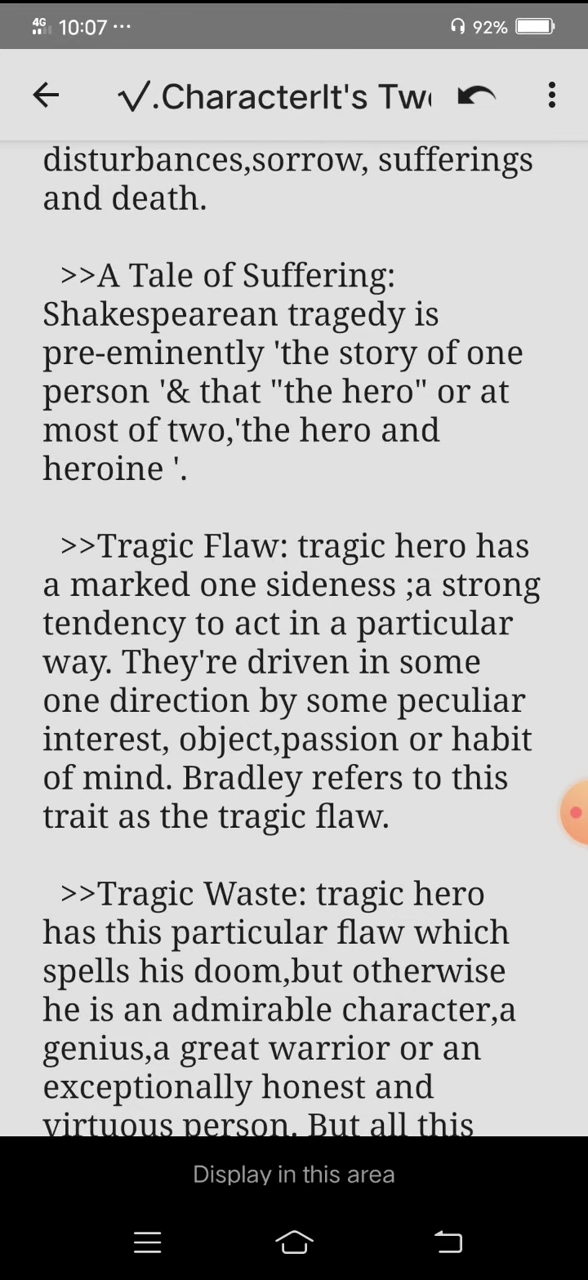 4G 10:07 ... 92%
√.CharacterIt's Tw
disturbances,sorrow, sufferings
and death.
>>A Tale of Suffering:
Shakespearean tragedy is
pre-eminently 'the story of one
person '& that "the hero" or at
most of two,'the hero and
heroine '.
>>Tragic Flaw: tragic hero has
a marked one sideness ;a strong
tendency to act in a particular
way. They're driven in some
one direction by some peculiar
interest, object,passion or habit
of mind. Bradley refers to this
trait as the tragic flaw.
>>Tragic Waste: tragic hero
has this particular flaw which
spells his doom,but otherwise
he is an admirable character,a
genius,a great warrior or an
exceptionally honest and
virtuous person. But all this
Display in this area